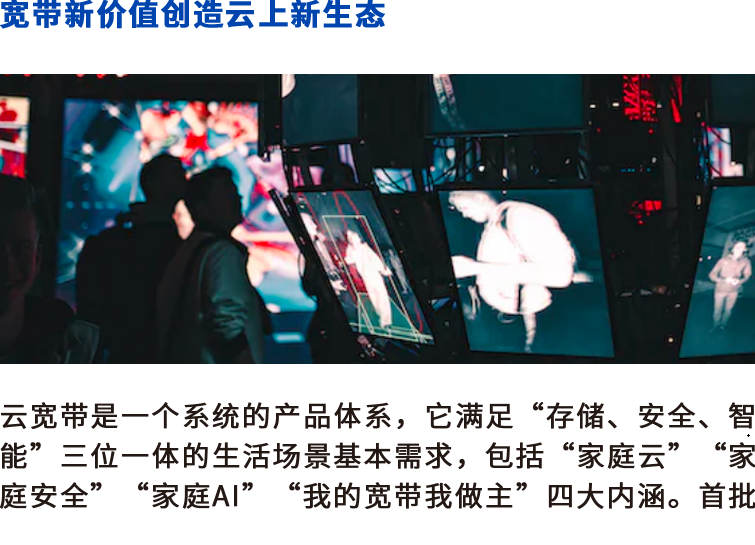 宽带新价值创造云上新生态
云宽带是一个系统的产品体系，它满足“存储、安全、智
能”三位一体的生活场景基本需求，包括“家庭云”“家
庭安全”“家庭AI”“我的宽带我做主”四大内涵。首批